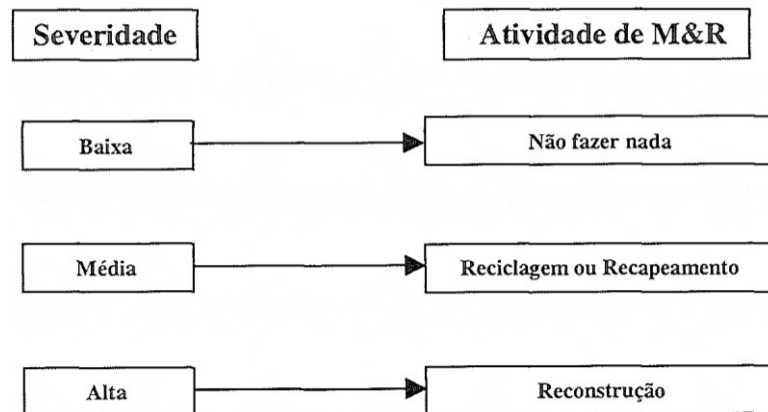 Severidade
Atividade de M&R
Baixa
Não fazer nada
Média
Reciclagem ou Recapeamento
Alta
Reconstrução